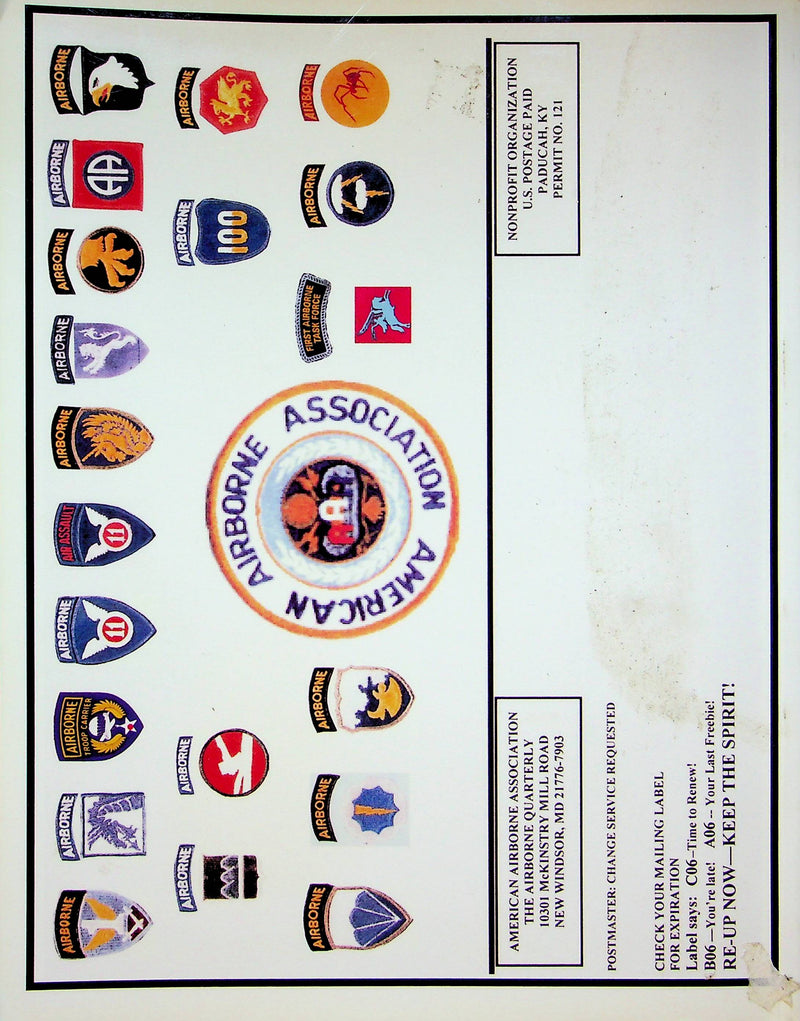 AIRBORNE
AIRBORNE
AIRBORNE
TROOP CARRIER
AIRBORNE
11
AIR ASSAULT
11
AIRBORNE
AIRBORNE
AIRBORNE
AIRBORNE
AA
AIRBORNE
AIRBORNE
AIRBORNE
AIRBORNE
100
AIRBORNE
AIRBORNE
AIRBORNE
AIRBORNE
AMERICAN AIRBORNE ASSOCIATION
FIRST AIRBORNE
TASK FORCE
AIRBORNE
AIRBORNE
AMERICAN AIRBORNE ASSOCIATION
THE AIRBORNE QUARTERLY
10301 McKINSTRY MILL ROAD
NEW WINDSOR, MD 21776-7903
NONPROFIT ORGANIZATION
U.S. POSTAGE PAID
PADUCAH, KY
PERMIT NO. 121
POSTMASTER: CHANGE SERVICE REQUESTED
CHECK YOUR MAILING LABEL
FOR EXPIRATION
Label says: C06–Time to Renew!
B06 —You're late! A06 -- Your Last Freebie!
RE-UP NOW—KEEP THE SPIRIT!